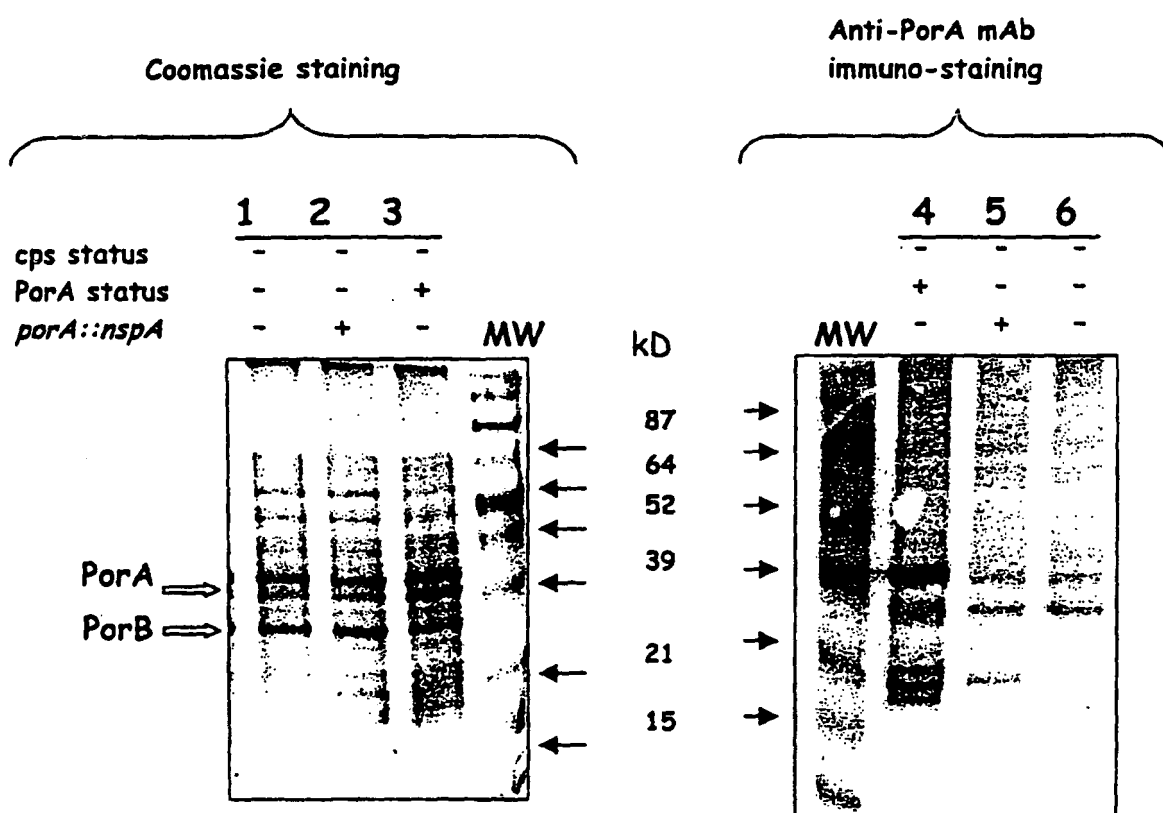 Coomassie staining
Anti-PorA mAb
immuno-staining
1 2 3
4 5 6
cps status - - -
- - -
PorA status - - +
+ - -
porA::nspA - + -
- + -
MW
kD
MW
PorA
PorB
87
64
52
39
21
15